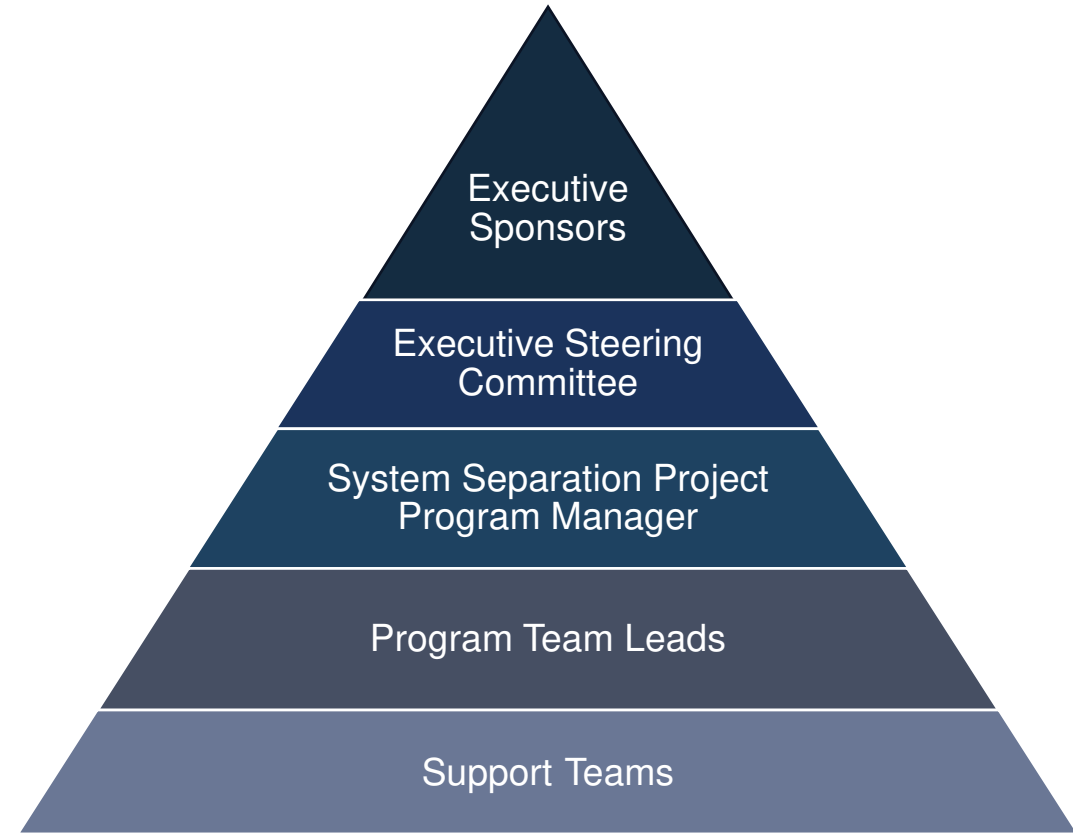 Executive
Sponsors
Executive Steering
Committee
System Separation Project
Program Manager
Program Team Leads
Support Teams